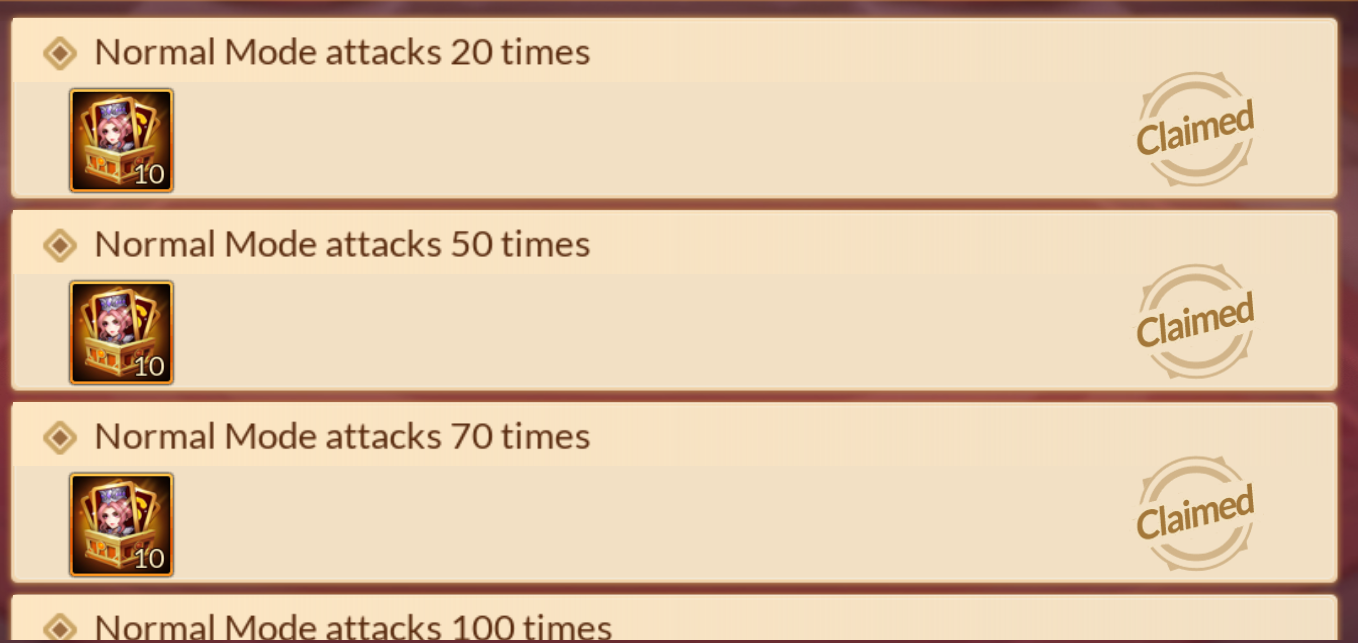 Normal Mode attacks 20 times
10
Claimed
Normal Mode attacks 50 times
10
Claimed
Normal Mode attacks 70 times
10
Claimed
Normal Mode attacks 100 times